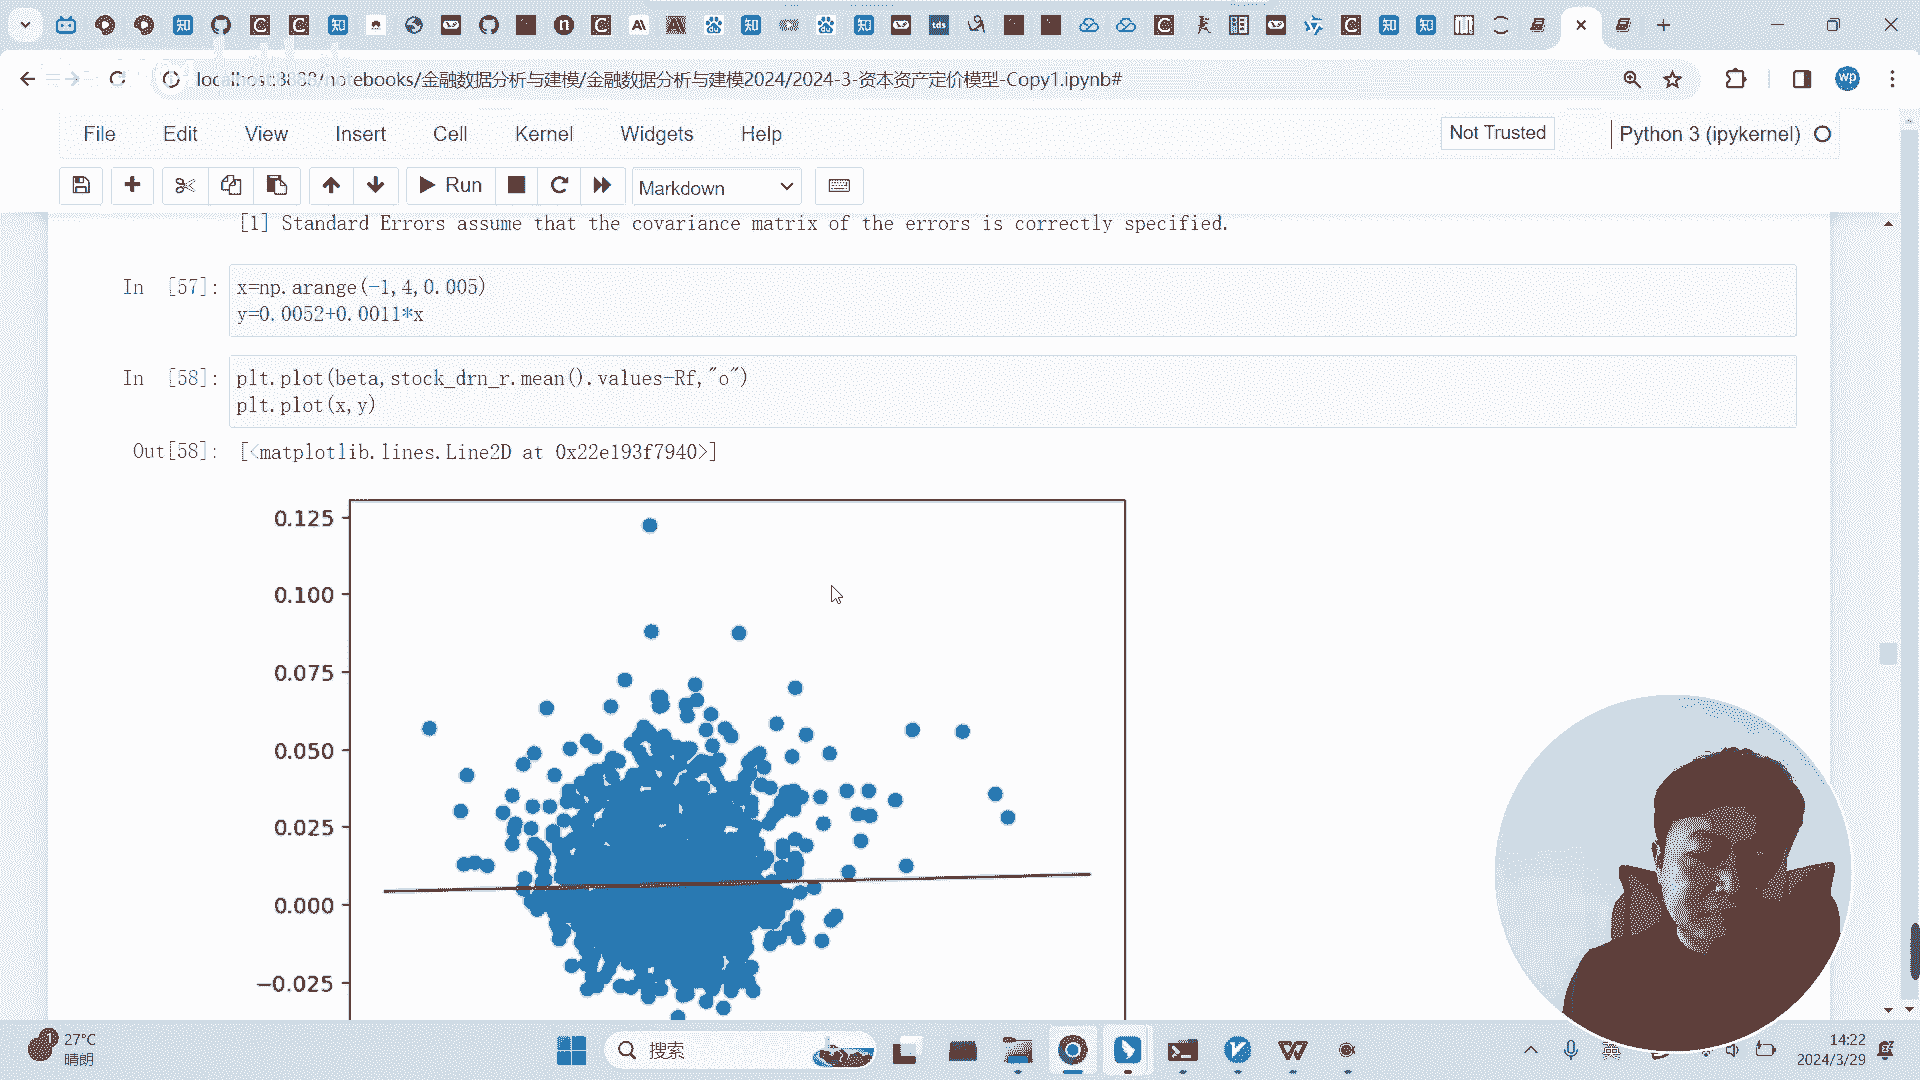 localhost:8888/notebooks/金融数据分析与建模/金融数据分析与建模2024/2024-3-资本资产定价模型-Copy1.ipynb#
File Edit View Insert Cell Kernel Widgets Help
Not Trusted
Python 3 (ipykernel)
Run
Markdown
[1] Standard Errors assume that the covariance matrix of the errors is correctly specified.
In [57]:
x=np.arange(-1,4,0.005)
y=0.0052+0.0011*x
In [58]:
plt.plot(beta,stock_drn_r.mean().values-Rf,"o")
plt.plot(x,y)
Out[58]:
[<matplotlib.lines.Line2D at 0x22e193f7940>]
0.125
0.100
0.075
0.050
0.025
0.000
−0.025
27°C
晴朗
搜索
英
14:22
2024/3/29